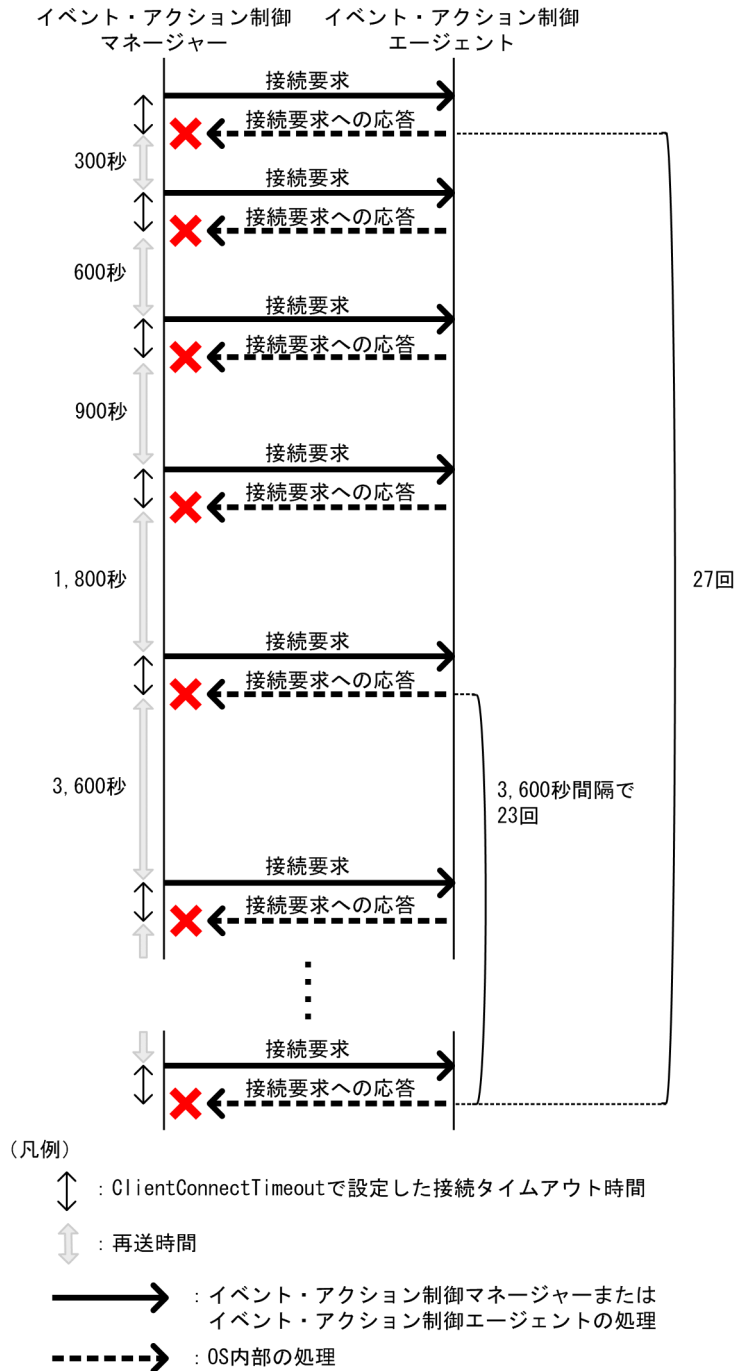 イベント・アクション制御
マネージャー
イベント・アクション制御
エージェント
接続要求
接続要求への応答
300秒
接続要求
接続要求への応答
600秒
接続要求
接続要求への応答
900秒
接続要求
接続要求への応答
1,800秒
27回
接続要求
接続要求への応答
3,600秒
3,600秒間隔で
23回
接続要求
接続要求への応答
接続要求
接続要求への応答
(凡例)
:ClientConnectTimeoutで設定した接続タイムアウト時間
:再送時間
:イベント・アクション制御マネージャーまたは
イベント・アクション制御エージェントの処理
:OS内部の処理